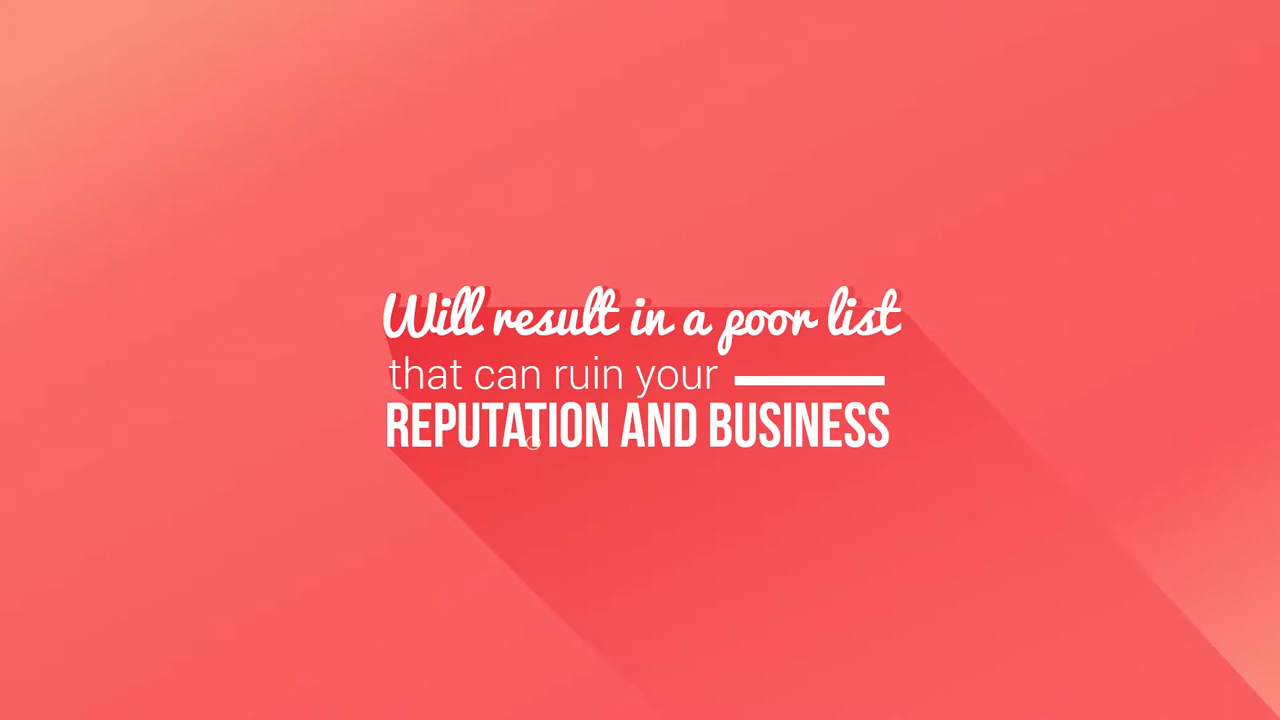 Will result in a poor list
that can ruin your
REPUTATION AND BUSINESS